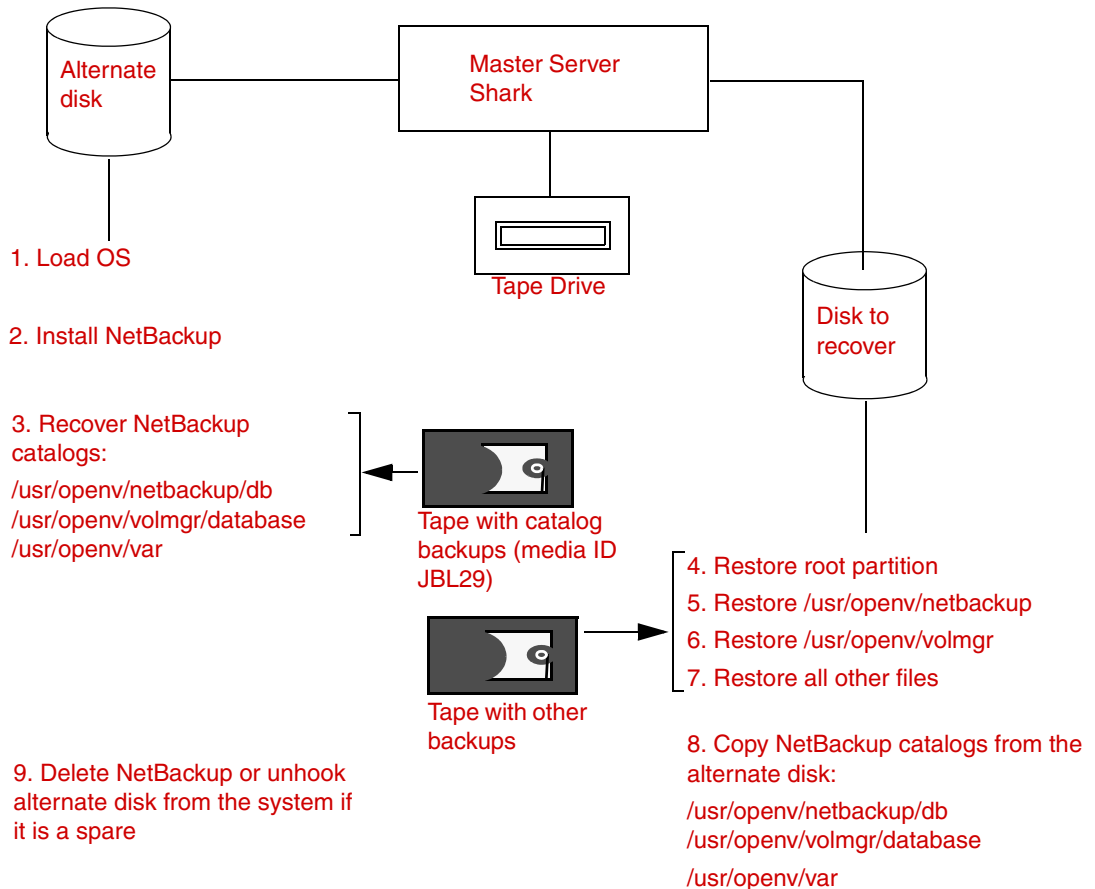 Alternate
disk
Master Server
Shark
Tape Drive
Disk to
recover
1. Load OS
2. Install NetBackup
3. Recover NetBackup
catalogs:
/usr/openv/netbackup/db
/usr/openv/volmgr/database
/usr/openv/var
Tape with catalog
backups (media ID
JBL29)
4. Restore root partition
5. Restore /usr/openv/netbackup
6. Restore /usr/openv/volmgr
7. Restore all other files
Tape with other
backups
8. Copy NetBackup catalogs from the
alternate disk:
/usr/openv/netbackup/db
/usr/openv/volmgr/database
/usr/openv/var
9. Delete NetBackup or unhook
alternate disk from the system if
it is a spare